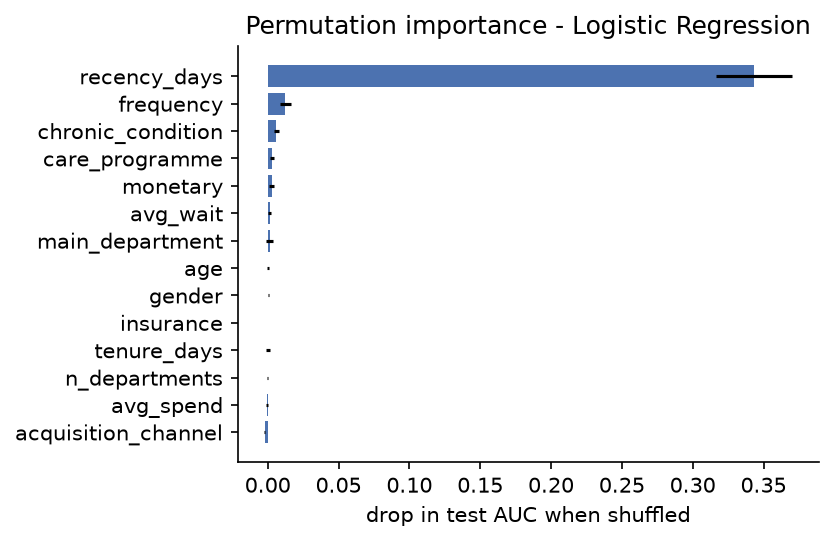 Permutation importance - Logistic Regression
recency_days
frequency
chronic_condition
care_programme
monetary
avg_wait
main_department
age
gender
insurance
tenure_days
n_departments
avg_spend
acquisition_channel
0.00 0.05 0.10 0.15 0.20 0.25 0.30 0.35
drop in test AUC when shuffled